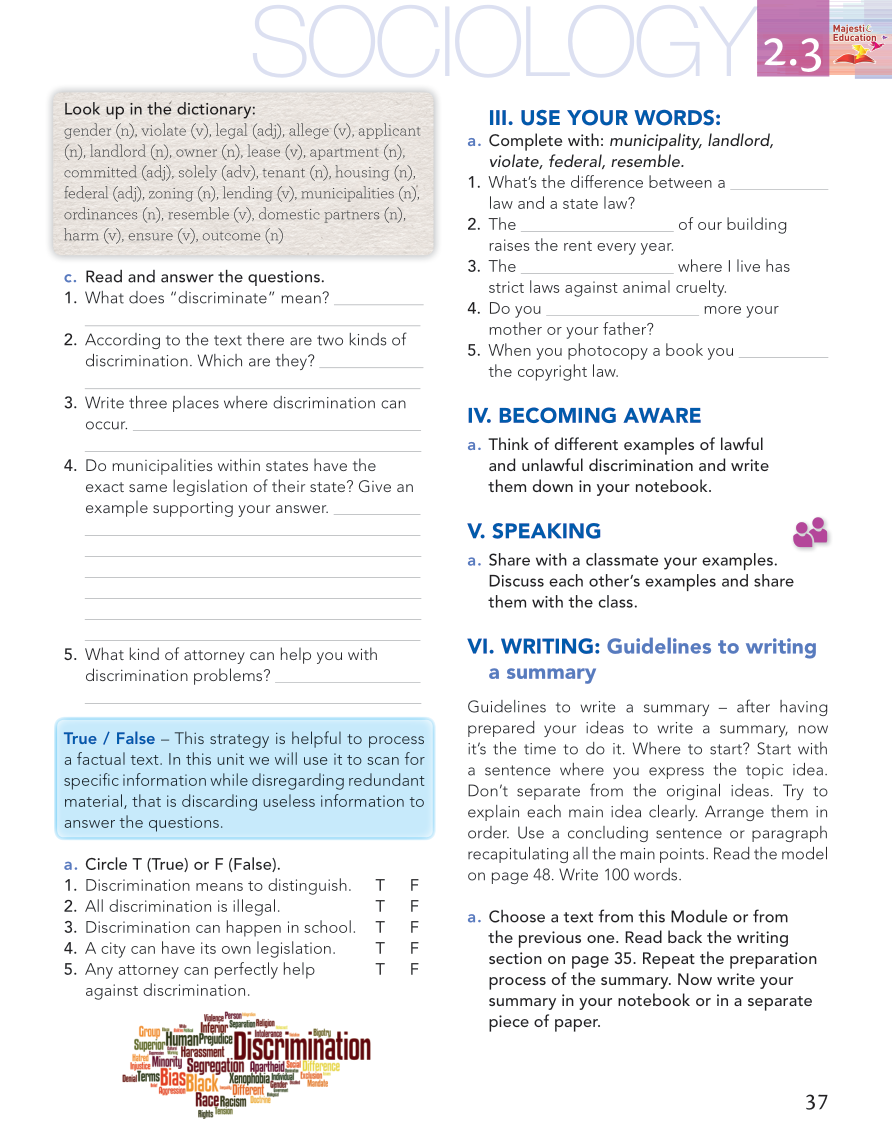 SOCIOLOGY
2.3
Majestic
Education
Look up in the dictionary:
gender (n), violate (v), legal (adj), allege (v), applicant
(n), landlord (n), owner (n), lease (v), apartment (n),
committed (adj), solely (adv), tenant (n), housing (n),
federal (adj), zoning (n), lending (v), municipalities (n),
ordinances (n), resemble (v), domestic partners (n),
harm (v), ensure (v), outcome (n)
c. Read and answer the questions.
1. What does “discriminate” mean?
2. According to the text there are two kinds of
discrimination. Which are they?
3. Write three places where discrimination can
occur.
4. Do municipalities within states have the
exact same legislation of their state? Give an
example supporting your answer.
5. What kind of attorney can help you with
discrimination problems?
True / False – This strategy is helpful to process
a factual text. In this unit we will use it to scan for
specific information while disregarding redundant
material, that is discarding useless information to
answer the questions.
a. Circle T (True) or F (False).
1. Discrimination means to distinguish. T F
2. All discrimination is illegal. T F
3. Discrimination can happen in school. T F
4. A city can have its own legislation. T F
5. Any attorney can perfectly help T F
against discrimination.
Violence Person
Group Inferior Separation Religion
Superior Human Prejudice Intolerance Bigotry
Discrimination
Hatred Harassment
Injustice Minority Segregation Apartheid Social Difference
Denial Terms Bias Black Xenophobia Individual Exclusion
Aggression Different Gender Mandate
Race Racism Doctrine
Rights Tension
III. USE YOUR WORDS:
a. Complete with: municipality, landlord,
violate, federal, resemble.
1. What’s the difference between a
law and a state law?
2. The of our building
raises the rent every year.
3. The where I live has
strict laws against animal cruelty.
4. Do you more your
mother or your father?
5. When you photocopy a book you
the copyright law.
IV. BECOMING AWARE
a. Think of different examples of lawful
and unlawful discrimination and write
them down in your notebook.
V. SPEAKING
a. Share with a classmate your examples.
Discuss each other’s examples and share
them with the class.
VI. WRITING: Guidelines to writing
a summary
Guidelines to write a summary – after having
prepared your ideas to write a summary, now
it’s the time to do it. Where to start? Start with
a sentence where you express the topic idea.
Don’t separate from the original ideas. Try to
explain each main idea clearly. Arrange them in
order. Use a concluding sentence or paragraph
recapitulating all the main points. Read the model
on page 48. Write 100 words.
a. Choose a text from this Module or from
the previous one. Read back the writing
section on page 35. Repeat the preparation
process of the summary. Now write your
summary in your notebook or in a separate
piece of paper.
37